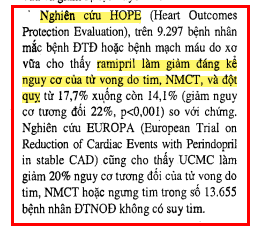 Nghiên cứu HOPE (Heart Outcomes
Protection Evaluation), trên 9.297 bệnh nhân
mắc bệnh ĐTĐ hoặc bệnh mạch máu do xơ
vữa cho thấy ramipril làm giảm đáng kể
nguy cơ của tử vong do tim, NMCT, và đột
quỵ từ 17,7% xuống còn 14,1% (giảm nguy
cơ tương đối 22%, p<0,001) so với chứng.
Nghiên cứu EUROPA (European Trial on
Reduction of Cardiac Events with Perindopril
in stable CAD) cũng cho thấy UCMC làm
giảm 20% nguy cơ tương đối của tử vong do
tim, NMCT hoặc ngưng tim trong số 13.655
bệnh nhân ĐTNOĐ không có suy tim.